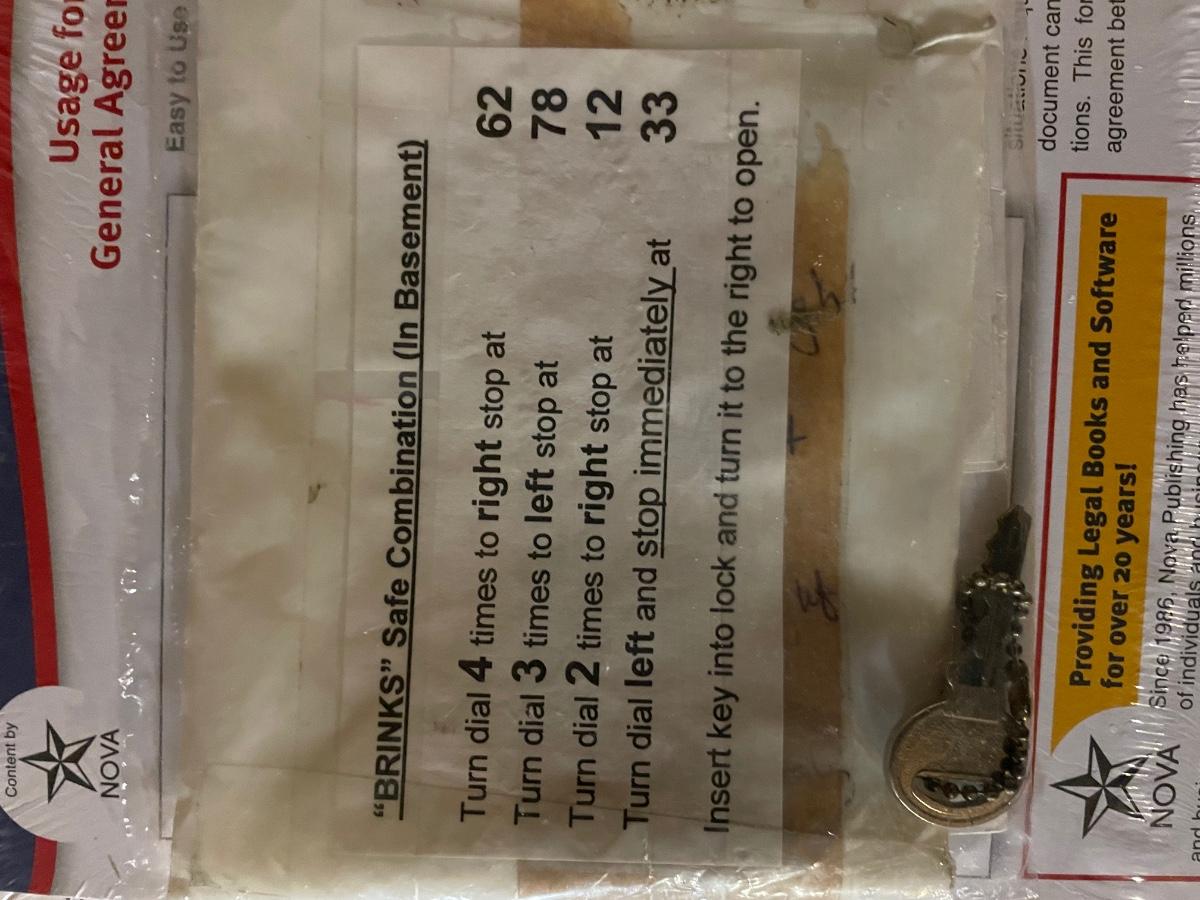 Content by
NOVA
Usage for
General Agreer
Easy to Use
“BRINKS” Safe Combination (In Basement)
Turn dial 4 times to right stop at 62
Turn dial 3 times to left stop at 78
Turn dial 2 times to right stop at 12
Turn dial left and stop immediately at 33
Insert key into lock and turn it to the right to open.
document can
tions. This for
agreement bet
NOVA
Providing Legal Books and Software
for over 20 years!
Since 1986, Nova Publishing has helped millions
of individuals